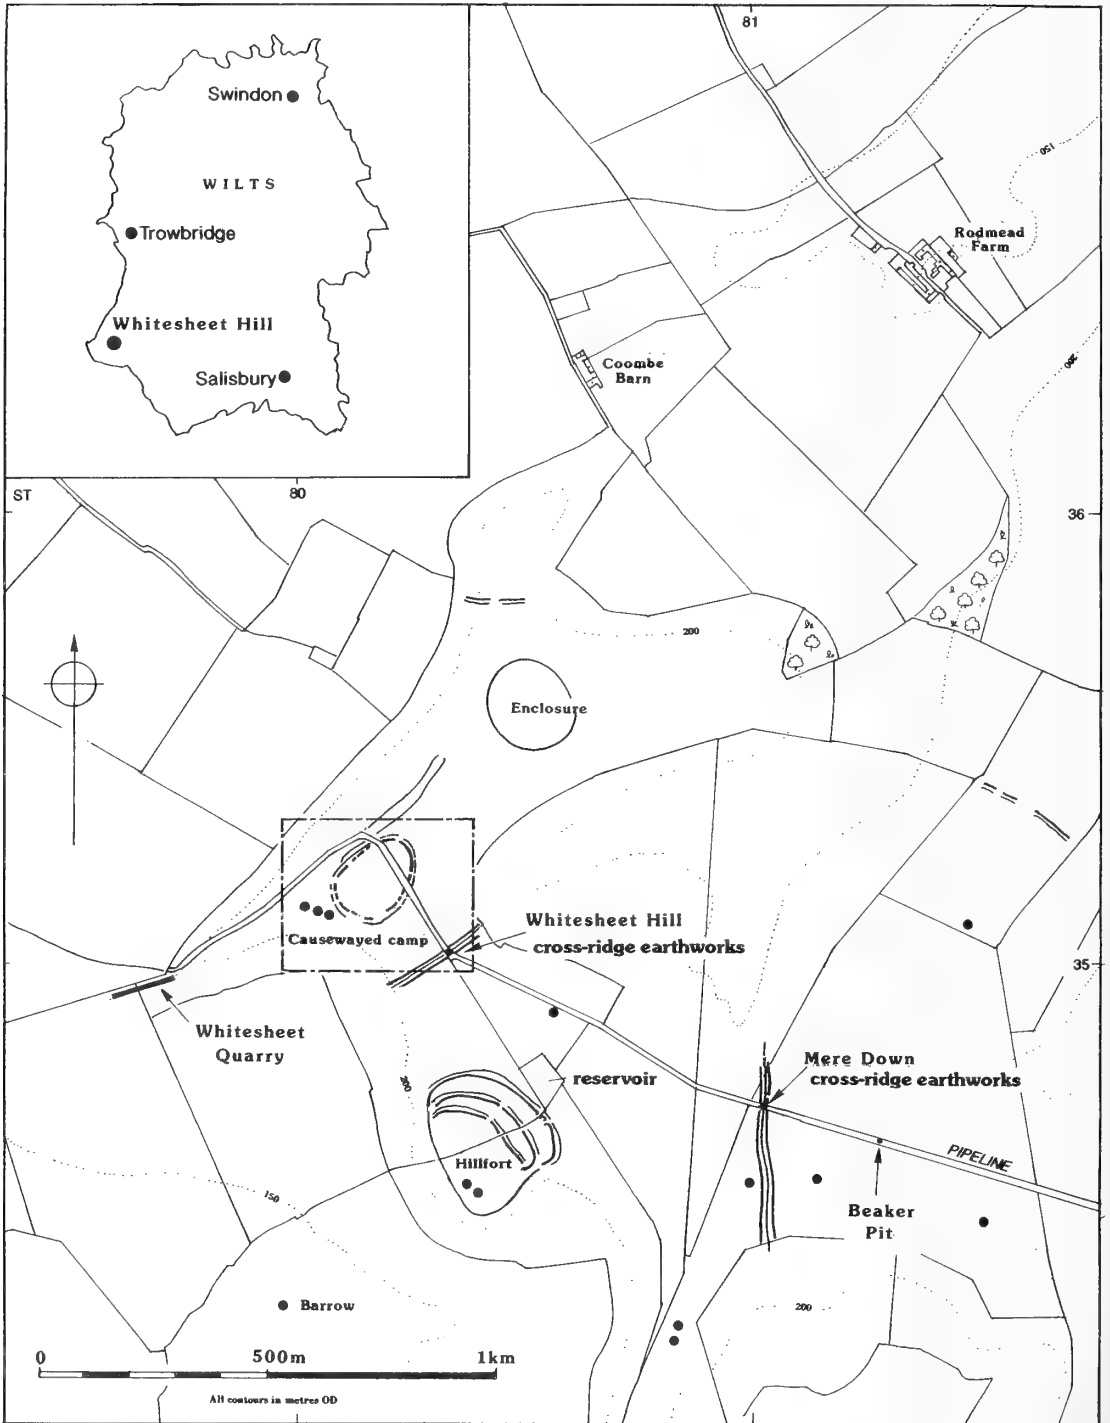 81
Swindon
WILTS
Trowbridge
Whitesheet Hill
Salisbury
150
Rodmead
Farm
200
Coombe
Barn
ST
80
36
200
Enclosure
Whitesheet Hill
cross-ridge earthworks
Causewayed camp
35
Whitesheet
Quarry
Mere Down
cross-ridge earthworks
reservoir
200
PIPELINE
Hillfort
Beaker
Pit
150
Barrow
200
0 500m 1km
All contours in metres OD